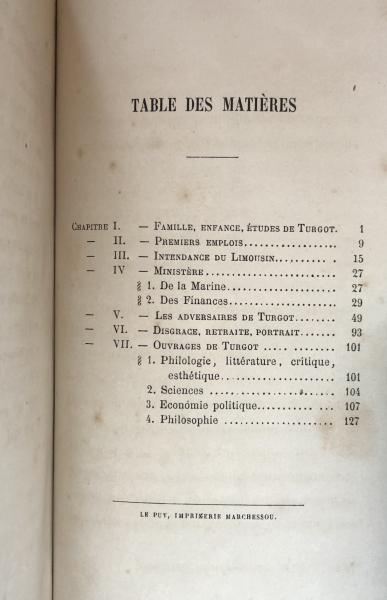 TABLE DES MATIÈRES
CHAPITRE I. — FAMILLE, ENFANCE, ÉTUDES DE TURGOT. 1
— II. — PREMIERS EMPLOIS.................. 9
— III. — INTENDANCE DU LIMOUSIN........... . 15
— IV — MINISTÈRE......................... 27
§ 1. De la Marine.................... 27
§ 2. Des Finances.................... 29
— V. — LES ADVERSAIRES DE TURGOT......... 49
— VI. — DISGRACE, RETRAITE, PORTRAIT....... 93
— VII. — OUVRAGES DE TURGOT ..... ........ 101
§ 1. Philologie, littérature, critique,
esthétique..................... 101
2. Sciences ....................... 104
3. Economie politique........... ... 107
4. Philosophie ..................... 127
LE PUY, IMPRIMERIE MARCHESSOU.